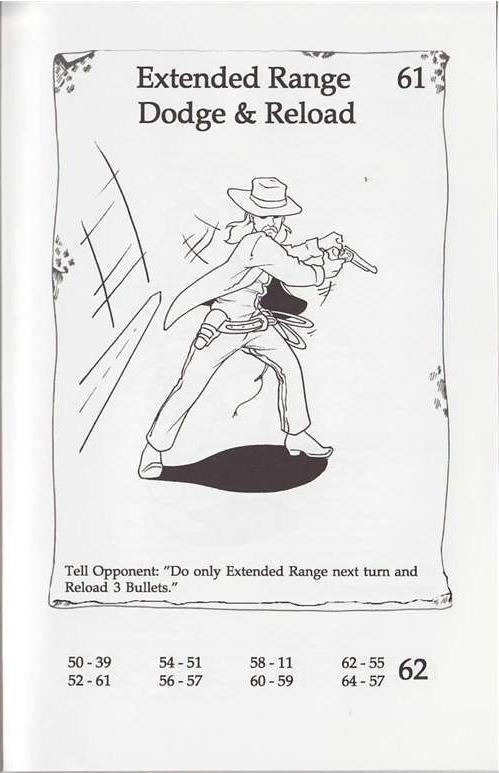 Extended Range 61
Dodge & Reload
Tell Opponent: "Do only Extended Range next turn and
Reload 3 Bullets."
50 - 39 54 - 51 58 - 11 62 - 55 62
52 - 61 56 - 57 60 - 59 64 - 57